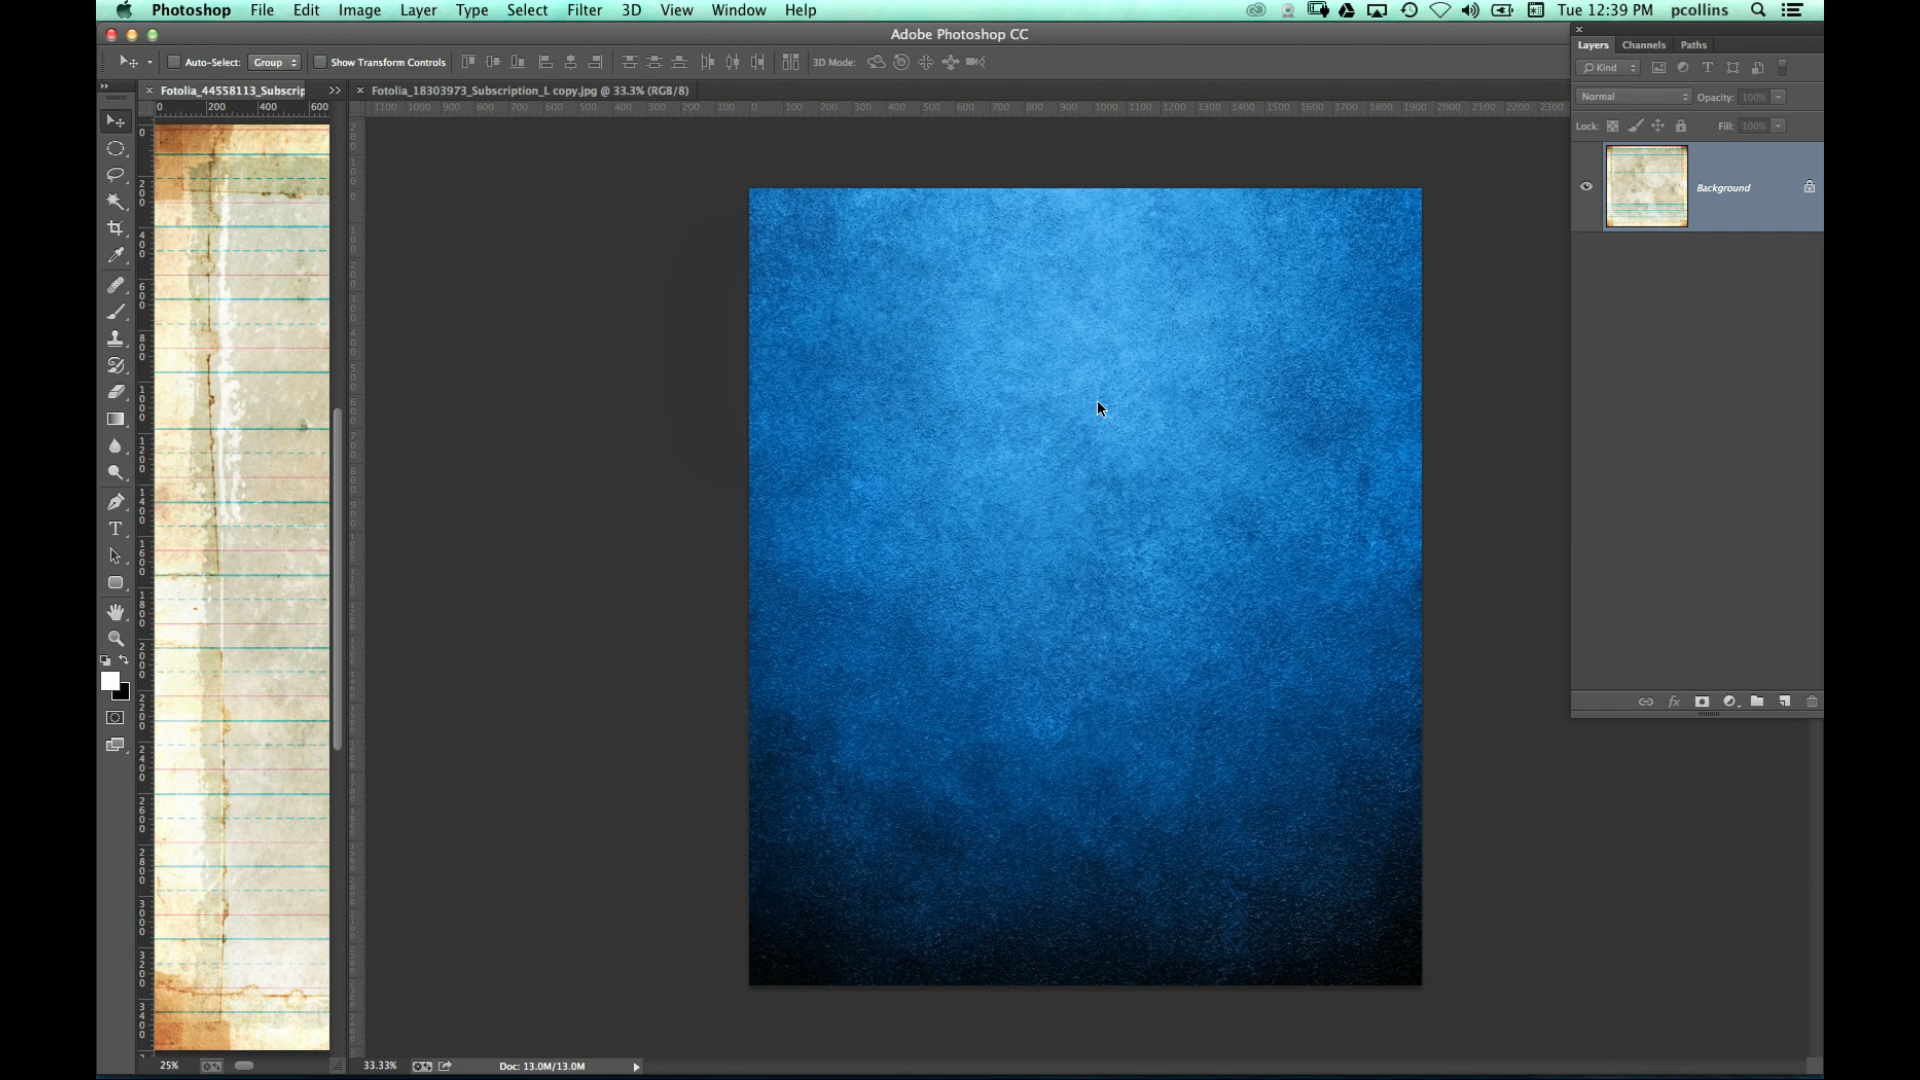 Photoshop File Edit Image Layer Type Select Filter 3D View Window Help Tue 12:39 PM pcollins
Adobe Photoshop CC
Auto-Select: Group Show Transform Controls 3D Mode:
Fotolia_44558113_Subscrip
Fotolia_18303973_Subscription_L copy.jpg @ 33.3% (RGB/8)
0 200 400 600
1100 1000 900 800 700 600 500 400 300 200 100 0 100 200 300 400 500 600 700 800 900 1000 1100 1200 1300 1400 1500 1600 1700 1800 1900 2000 2100 2200 2300
Layers Channels Paths
Kind
Normal Opacity: 100%
Lock: Fill: 100%
Background
25%
33.33% Doc: 13.0M/13.0M